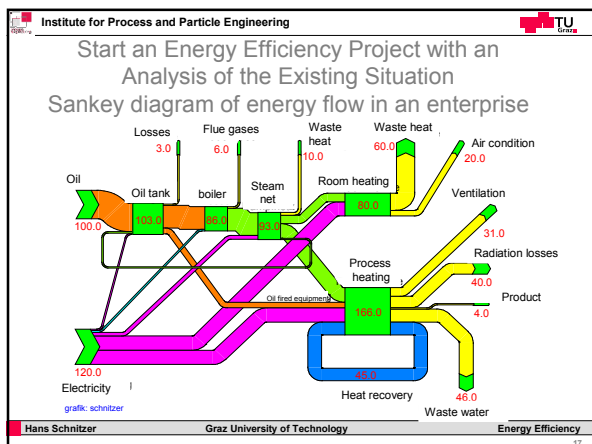 Institute for Process and Particle Engineering
TU
Graz
Start an Energy Efficiency Project with an
Analysis of the Existing Situation
Sankey diagram of energy flow in an enterprise
Losses
3.0
Flue gases
6.0
Waste
heat
10.0
Waste heat
60.0
Air condition
20.0
Oil
100.0
Oil tank
103.0
boiler
86.0
Steam
net
93.0
Room heating
80.0
Ventilation
31.0
Radiation losses
40.0
Process
heating
166.0
Product
4.0
Oil fired equipment
Electricity
120.0
45.0
Heat recovery
46.0
Waste water
grafik: schnitzer
Hans Schnitzer
Graz University of Technology
Energy Efficiency
17